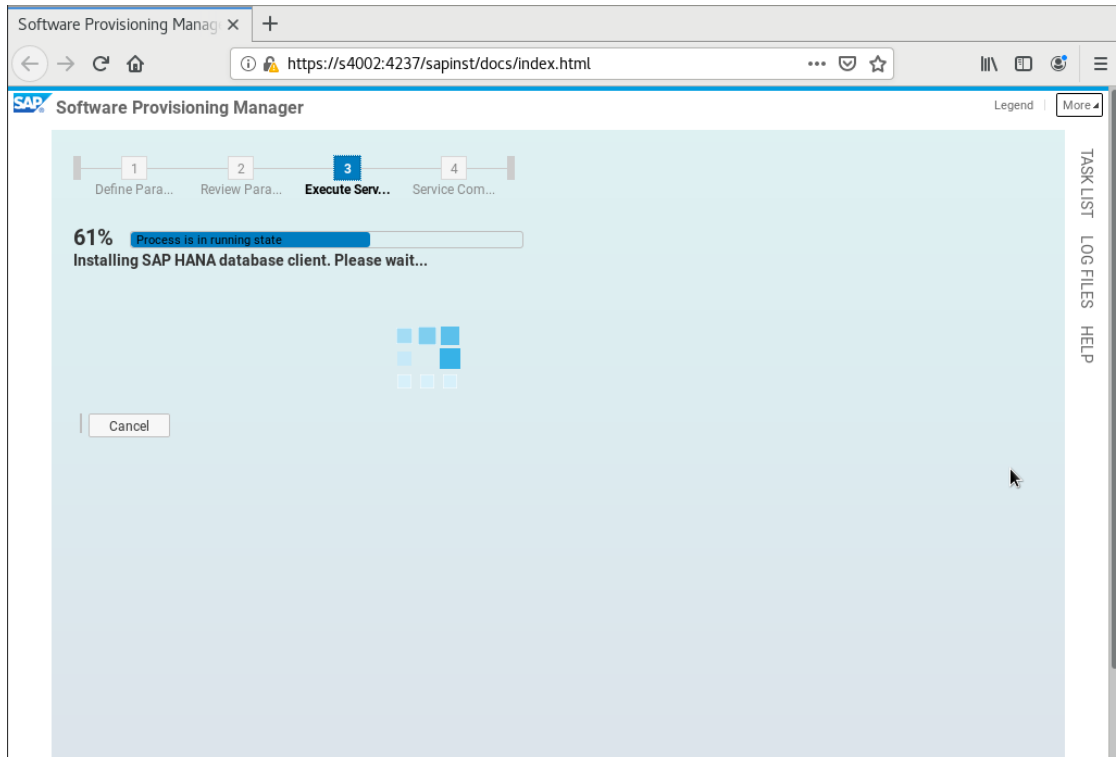 Software Provisioning Manag
https://s4002:4237/sapinst/docs/index.html
SAP Software Provisioning Manager
Legend
More
1 2 3 4
Define Para... Review Para... Execute Serv... Service Com...
61% Process is in running state
Installing SAP HANA database client. Please wait...
Cancel
TASK LIST
LOG FILES
HELP